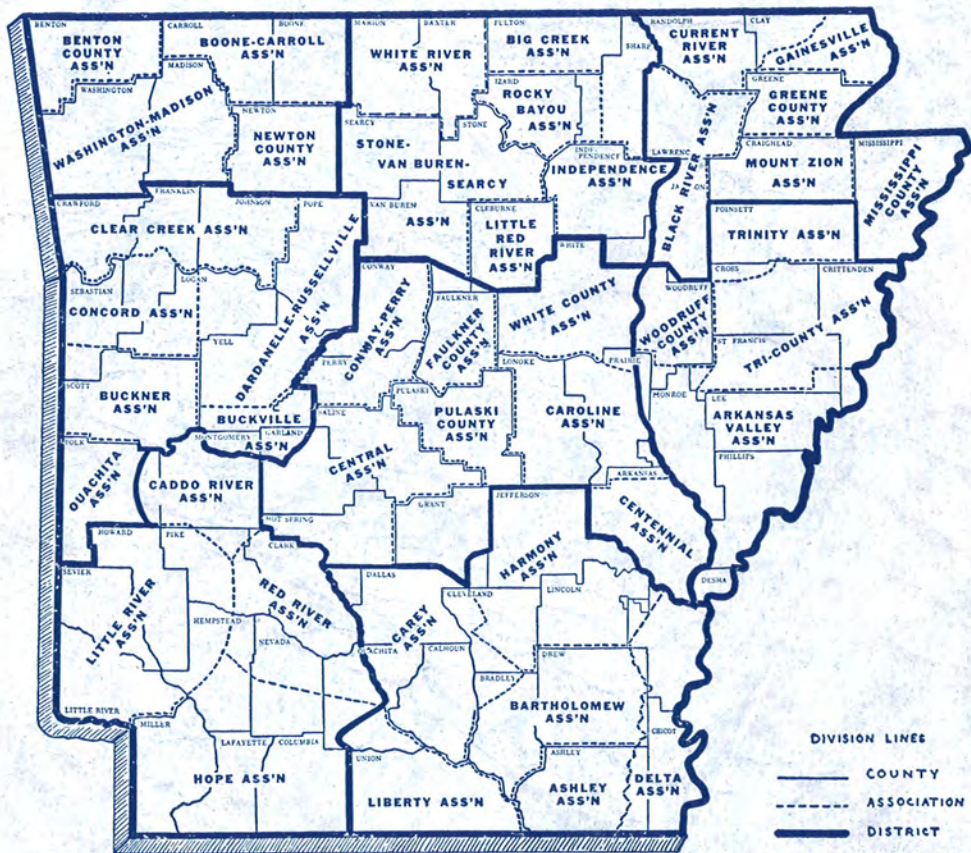 BENTON
CARROLL
BOONE
MARION
BAXTER
FULTON
RANDOLPH
CLAY
BENTON
COUNTY
ASS'N
BOONE-CARROLL
ASS'N
WHITE RIVER
ASS'N
BIG CREEK
ASS'N
SHARP
CURRENT
RIVER
ASS'N
GAINESVILLE
ASS'N
WASHINGTON
MADISON
WASHINGTON-MADISON
ASS'N
NEWTON
NEWTON
COUNTY
ASS'N
SEARCY
STONE
IZARD
ROCKY
BAYOU
ASS'N
GREENE
GREENE
COUNTY
ASS'N
STONE-
VAN BUREN-
SEARCY
ASS'N
INDE-
PENDENCE
INDEPENDENCE
ASS'N
LAWRENCE
BLACK RIVER ASS'N
CRAIGHEAD
MOUNT ZION
ASS'N
MISSISSIPPI
MISSISSIPPI
COUNTY
ASS'N
CRAWFORD
FRANKLIN
JOHNSON
POPE
CLEAR CREEK ASS'N
VAN BUREN
CLEBURNE
LITTLE
RED
RIVER
ASS'N
WHITE
POINSETT
TRINITY ASS'N
SEBASTIAN
LOGAN
CONCORD ASS'N
YELL
DARDANELLE-RUSSELLVILLE
ASS'N
CONWAY
CONWAY-PERRY
ASS'N
PERRY
FAULKNER
FAULKNER
COUNTY
ASS'N
WHITE COUNTY
ASS'N
WOODRUFF
WOODRUFF
COUNTY
ASS'N
CROSS
CRITTENDEN
ST FRANCIS
TRI-COUNTY ASS'N
SCOTT
BUCKNER
ASS'N
BUCKVILLE
ASS'N
MONTGOMERY
GARLAND
SALINE
PULASKI
PULASKI
COUNTY
ASS'N
LONOKE
PRAIRIE
CAROLINE
ASS'N
MONROE
LEE
ARKANSAS
VALLEY
ASS'N
PHILLIPS
POLK
OUACHITA
ASS'N
CADDO RIVER
ASS'N
CENTRAL
ASS'N
HOT SPRING
GRANT
JEFFERSON
HARMONY
ASS'N
ARKANSAS
CENTENNIAL
ASS'N
DESHA
HOWARD
PIKE
CLARK
SEVIER
LITTLE RIVER
ASS'N
RED RIVER
ASS'N
HEMPSTEAD
NEVADA
DALLAS
CLEVELAND
LINCOLN
CAREY
ASS'N
OUACHITA
CALHOUN
BRADLEY
DREW
BARTHOLOMEW
ASS'N
CHICOT
LITTLE RIVER
MILLER
LAFAYETTE
COLUMBIA
HOPE ASS'N
UNION
LIBERTY ASS'N
ASHLEY
ASHLEY
ASS'N
DELTA
ASS'N
DIVISION LINES
COUNTY
ASSOCIATION
DISTRICT